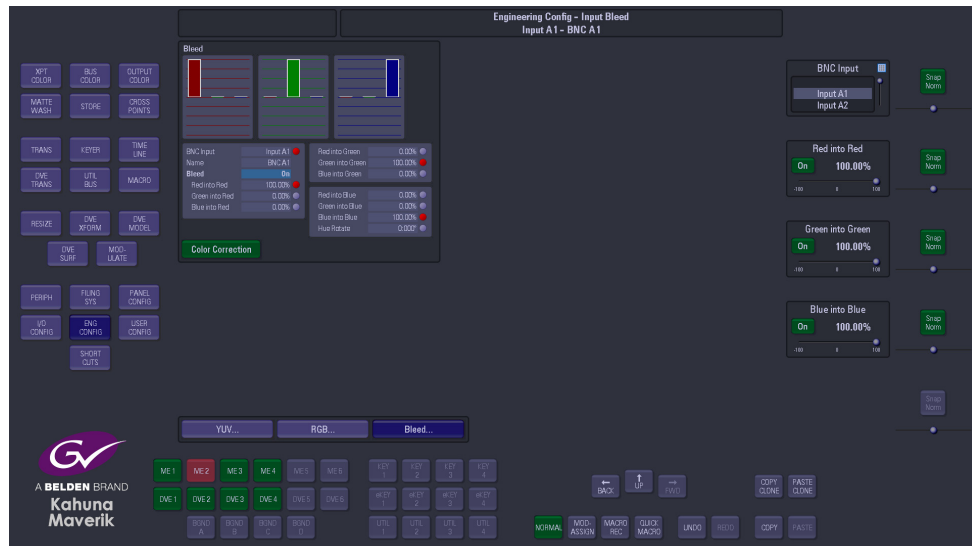 Engineering Config - Input Bleed
Input A1 - BNC A1
XPT
COLOR
BUS
COLOR
OUTPUT
COLOR
MATTE
WASH
STORE
CROSS
POINTS
TRANS
KEYER
TIME
LINE
DVE
TRANS
UTIL
BUS
MACRO
RESIZE
DVE
XFORM
DVE
MODEL
DVE
SURF
MOD-
ULATE
PERIPH
FILING
SYS
PANEL
CONFIG
I/O
CONFIG
ENG
CONFIG
USER
CONFIG
SHORT
CUTS
Bleed
BNC Input Input A1
Name BNC A1
Bleed On
Red into Red 100.00%
Green into Red 0.00%
Blue into Red 0.00%
Red into Green 0.00%
Green into Green 100.00%
Blue into Green 0.00%
Red into Blue 0.00%
Green into Blue 0.00%
Blue into Blue 100.00%
Hue Rotate 0.000°
Color Correction
BNC Input
Input A1
Input A2
Snap
Norm
Red into Red
On 100.00%
-100 0 100
Snap
Norm
Green into Green
On 100.00%
-100 0 100
Snap
Norm
Blue into Blue
On 100.00%
-100 0 100
Snap
Norm
Snap
Norm
YUV... RGB... Bleed...
GV
A BELDEN BRAND
Kahuna
Maverik
ME 1 ME 2 ME 3 ME 4 ME 5 ME 6
DVE 1 DVE 2 DVE 3 DVE 4 DVE 5 DVE 6
BGND
A
BGND
B
BGND
C
BGND
D
KEY
1
KEY
2
KEY
3
KEY
4
eKEY
1
eKEY
2
eKEY
3
eKEY
4
UTIL
1
UTIL
2
UTIL
3
UTIL
4
BACK
UP
FWD
COPY
CLONE
PASTE
CLONE
NORMAL
MOD-
ASSIGN
MACRO
REC
QUICK
MACRO
UNDO
REDO
COPY
PASTE